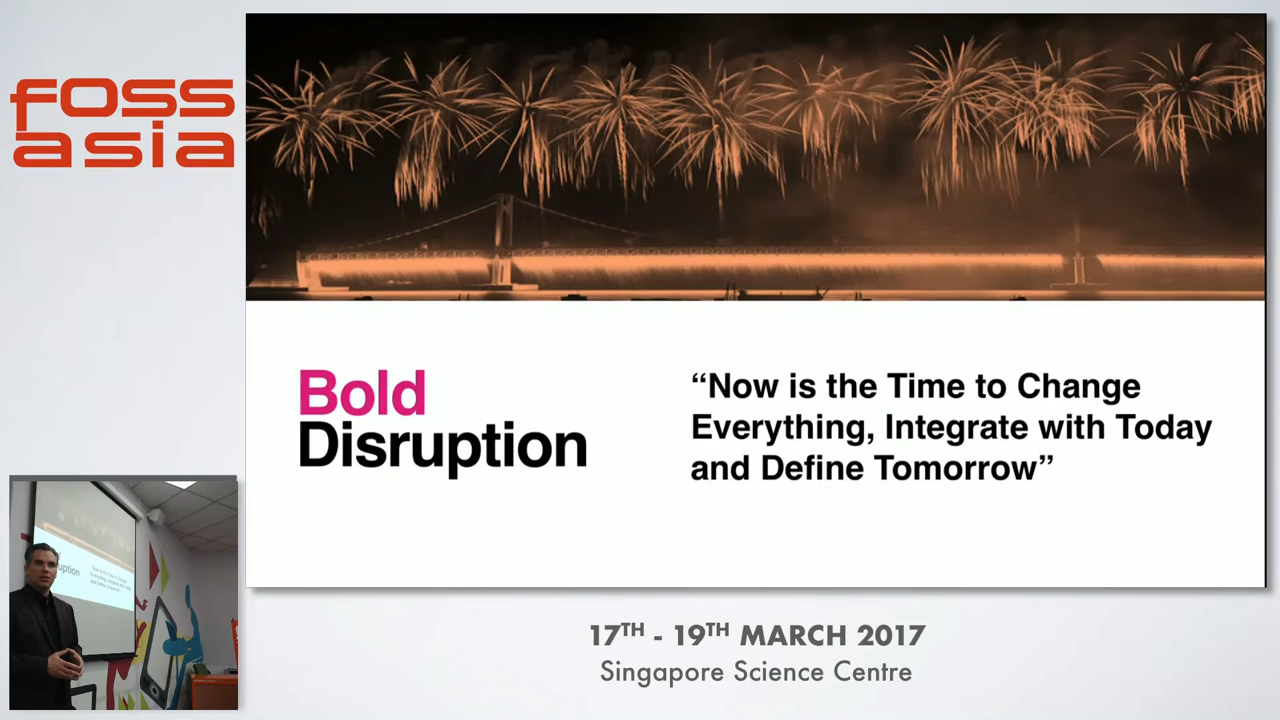 foss
asia
Bold
Disruption
“Now is the Time to Change
Everything, Integrate with Today
and Define Tomorrow”
17TH - 19TH MARCH 2017
Singapore Science Centre